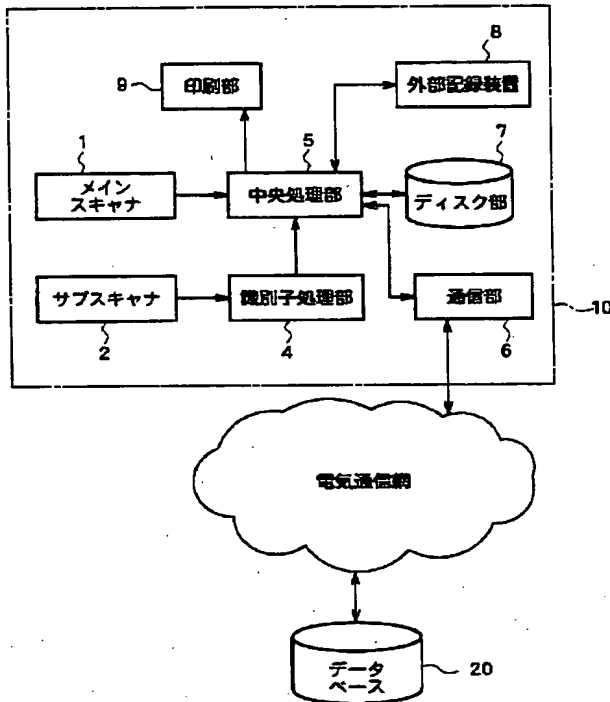 8
9
印刷部
外部記録装置
1
5
7
メイン
スキャナ
中央処理部
ディスク部
サブスキャナ
識別子処理部
通信部
10
2
4
6
電気通信網
データ
ベース
20